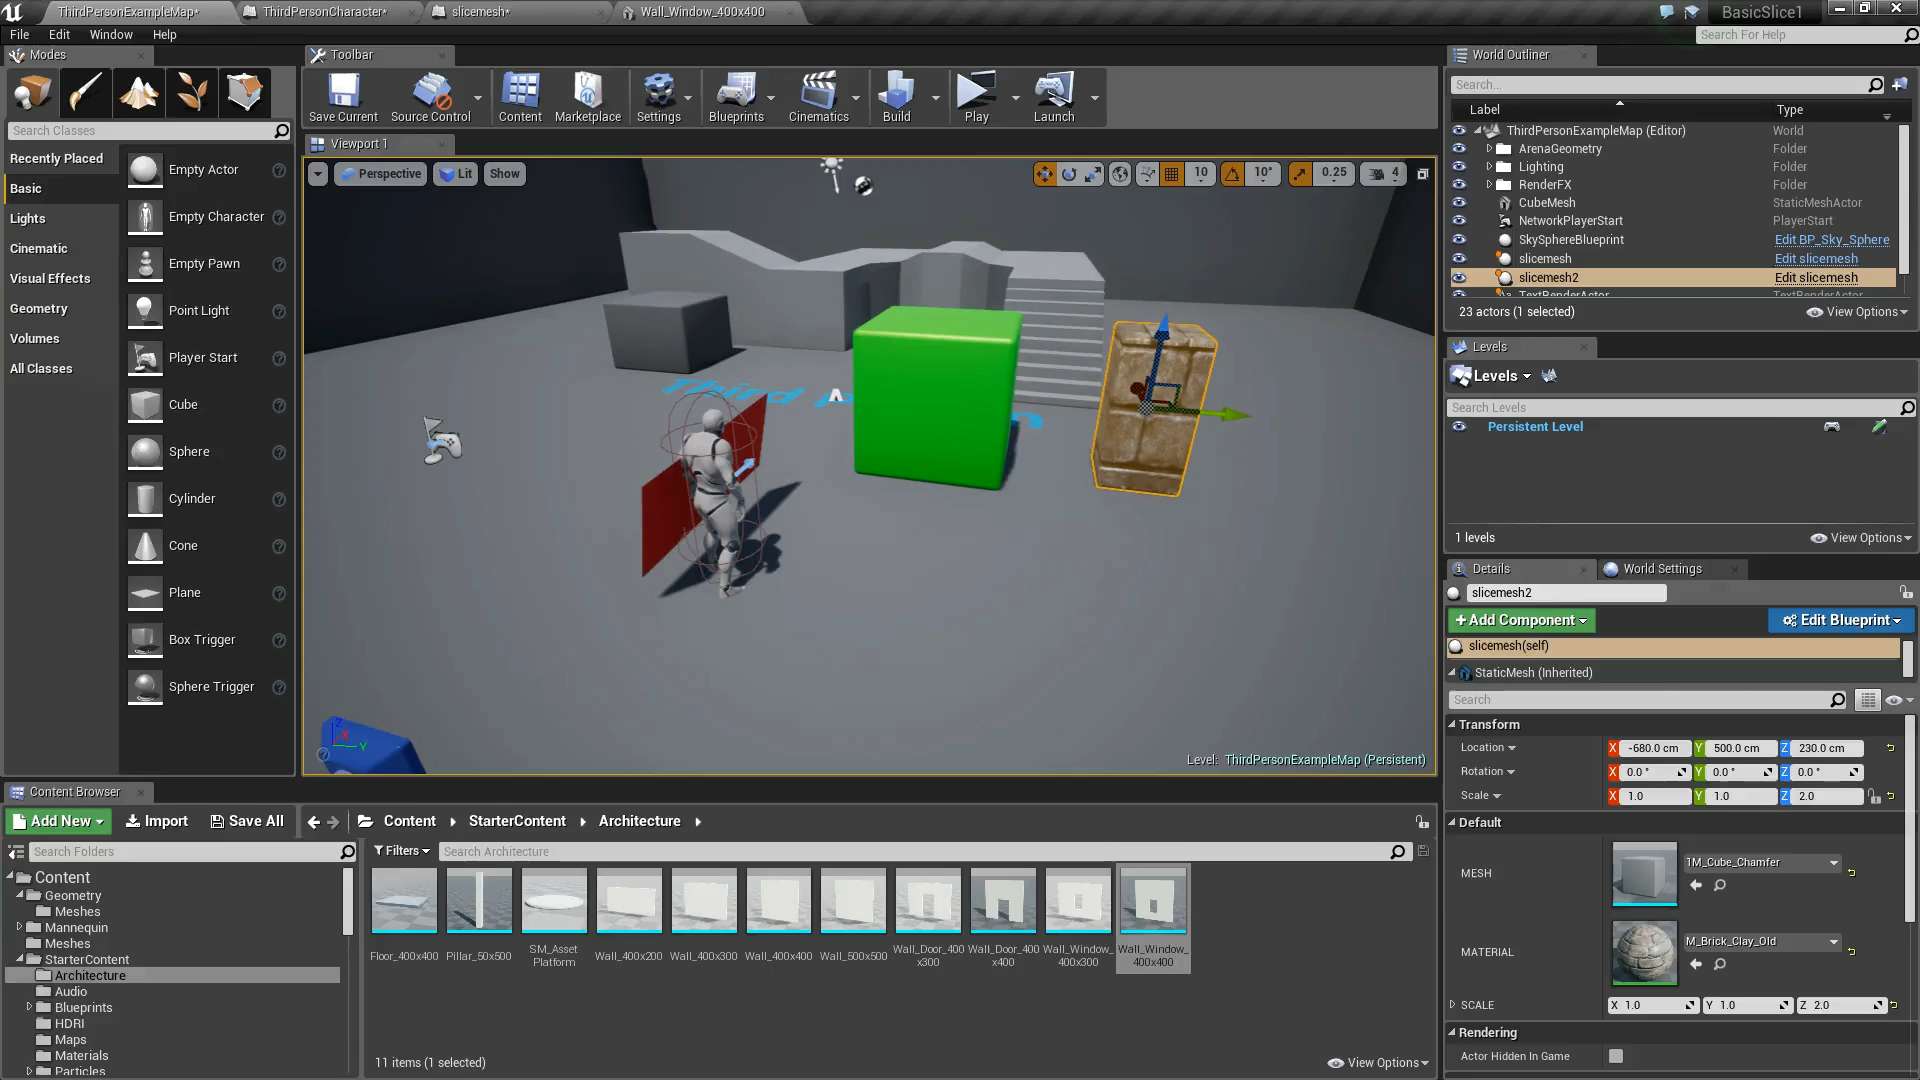 ThirdPersonExampleMap*
ThirdPersonCharacter*
slicemesh*
Wall_Window_400x400
BasicSlice1
File Edit Window Help
Search For Help
Modes
Search Classes
Recently Placed
Basic
Lights
Cinematic
Visual Effects
Geometry
Volumes
All Classes
Empty Actor
Empty Character
Empty Pawn
Point Light
Player Start
Cube
Sphere
Cylinder
Cone
Plane
Box Trigger
Sphere Trigger
Toolbar
Save Current
Source Control
Content
Marketplace
Settings
Blueprints
Cinematics
Build
Play
Launch
Viewport 1
Perspective
Lit
Show
10
10°
0.25
4
Third P
n
X
Y
Z
Level: ThirdPersonExampleMap (Persistent)
World Outliner
Search...
Label Type
ThirdPersonExampleMap (Editor) World
ArenaGeometry Folder
Lighting Folder
RenderFX Folder
CubeMesh StaticMeshActor
NetworkPlayerStart PlayerStart
SkySphereBlueprint Edit BP_Sky_Sphere
slicemesh Edit slicemesh
slicemesh2 Edit slicemesh
TextRenderActor TextRenderActor
23 actors (1 selected)
View Options
Levels
Levels
Search Levels
Persistent Level
1 levels
View Options
Details
World Settings
slicemesh2
+Add Component
Edit Blueprint
slicemesh(self)
StaticMesh (Inherited)
Search
Transform
Location X -680.0 cm Y 500.0 cm Z 230.0 cm
Rotation X 0.0 ° Y 0.0 ° Z 0.0 °
Scale X 1.0 Y 1.0 Z 2.0
Default
MESH
1M_Cube_Chamfer
MATERIAL
M_Brick_Clay_Old
SCALE X 1.0 Y 1.0 Z 2.0
Rendering
Actor Hidden In Game
Content Browser
Add New Import Save All
Content StarterContent Architecture
Search Folders
Filters
Search Architecture
Content
Geometry
Meshes
Mannequin
Meshes
StarterContent
Architecture
Audio
Blueprints
HDRI
Maps
Materials
Particles
Floor_400x400
Pillar_50x500
SM_Asset
Platform
Wall_400x200
Wall_400x300
Wall_400x400
Wall_500x500
Wall_Door_400
x300
Wall_Door_400
x400
Wall_Window_
400x300
Wall_Window_
400x400
11 items (1 selected)
View Options